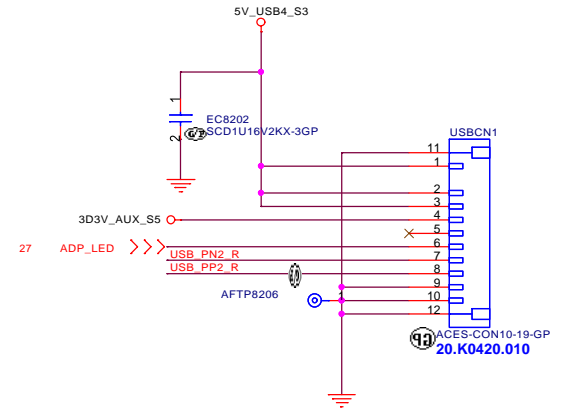 5V_USB4_S3
1
EC8202
SCD1U16V2KX-3GP
2
USBCN1
11
1
2
3
3D3V_AUX_S5
4
5
27 ADP_LED
6
USB_PN2_R
7
USB_PP2_R
8
9
AFTP8206
1
10
12
ACES-CON10-19-GP
20.K0420.010